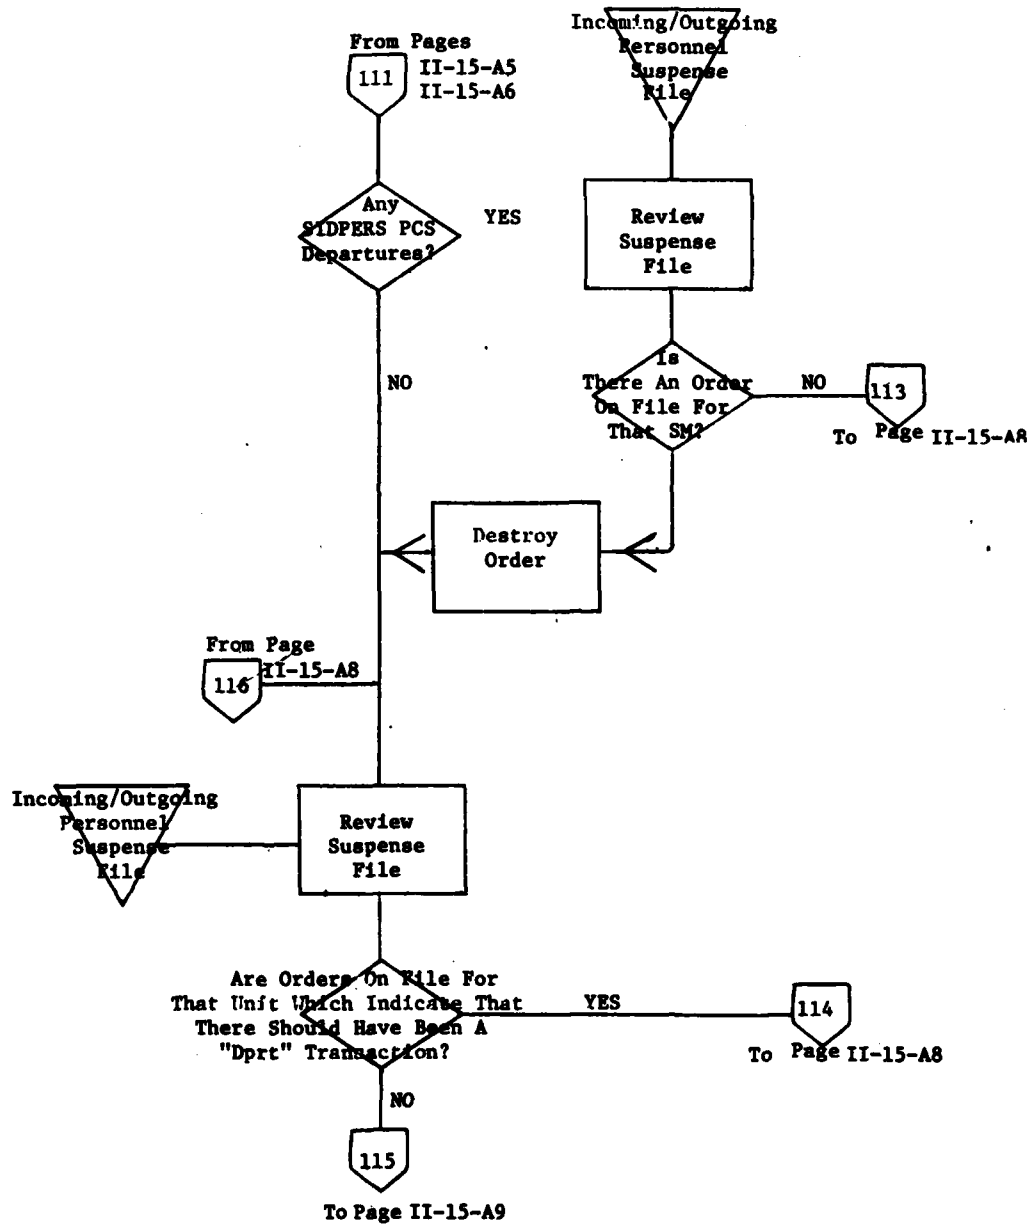 From Pages
111
II-15-A5
II-15-A6
Incoming/Outgoing
Personnel
Suspense
File
Any
SIDPERS PCS
Departures?
YES
NO
Review
Suspense
File
Is
There An Order
On File For
That SM?
NO
113
To Page II-15-A8
Destroy
Order
From Page
II-15-A8
116
Incoming/Outgoing
Personnel
Suspense
File
Review
Suspense
File
Are Orders On File For
That Unit Which Indicate That
There Should Have Been A
"Dprt" Transaction?
YES
114
To Page II-15-A8
NO
115
To Page II-15-A9